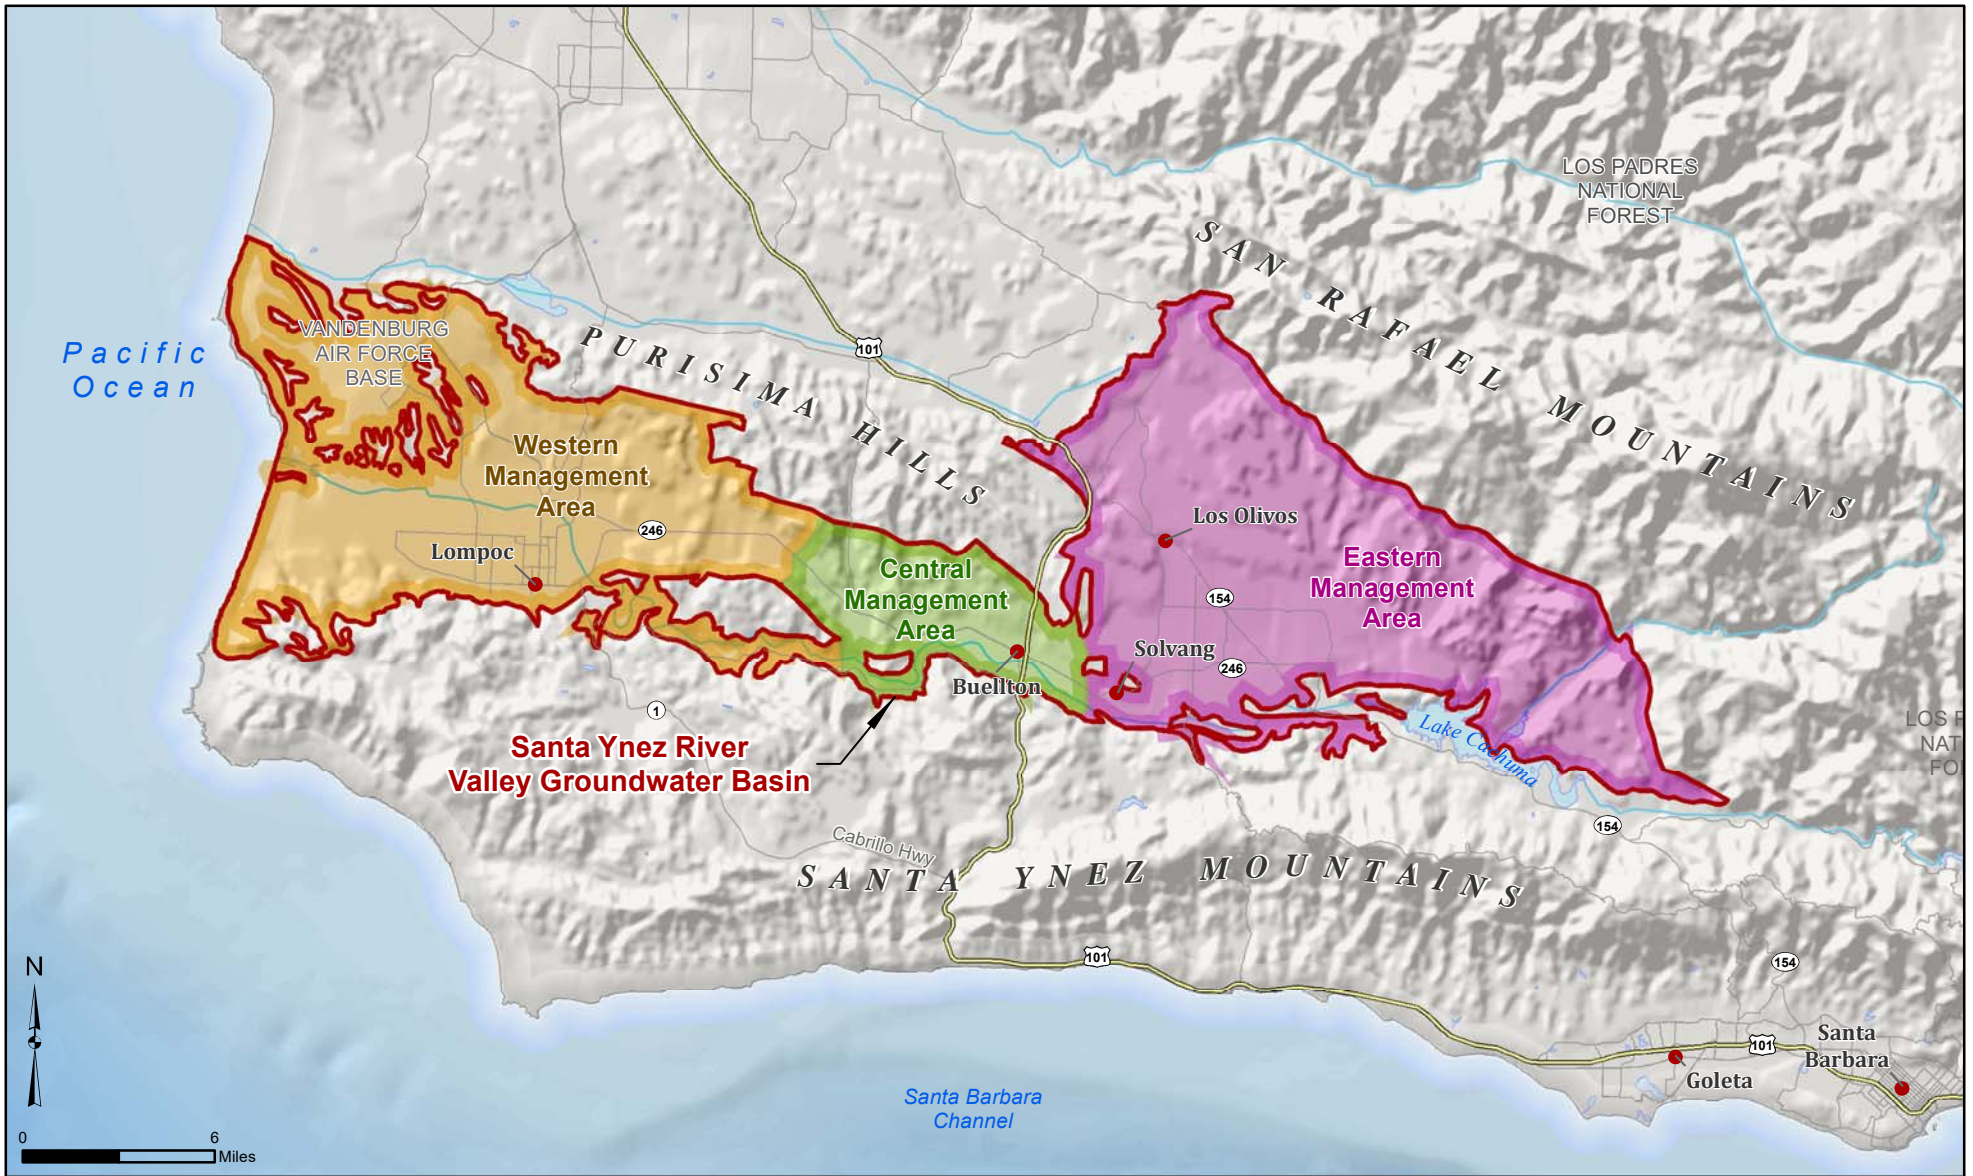 LOS PADRES
NATIONAL
FOREST
SAN RAFAEL MOUNTAINS
VANDENBURG
AIR FORCE
BASE
Pacific
Ocean
PURISIMA HILLS
101
Western
Management
Area
246
Lompoc
Los Olivos
Central
Management
Area
Eastern
Management
Area
154
Solvang
246
Buellton
1
Lake Cachuma
LOS
NAT
FO
Santa Ynez River
Valley Groundwater Basin
154
Cabrillo Hwy
SANTA YNEZ MOUNTAINS
101
154
N
Santa
Barbara
101
Goleta
Santa Barbara
Channel
0 6
Miles